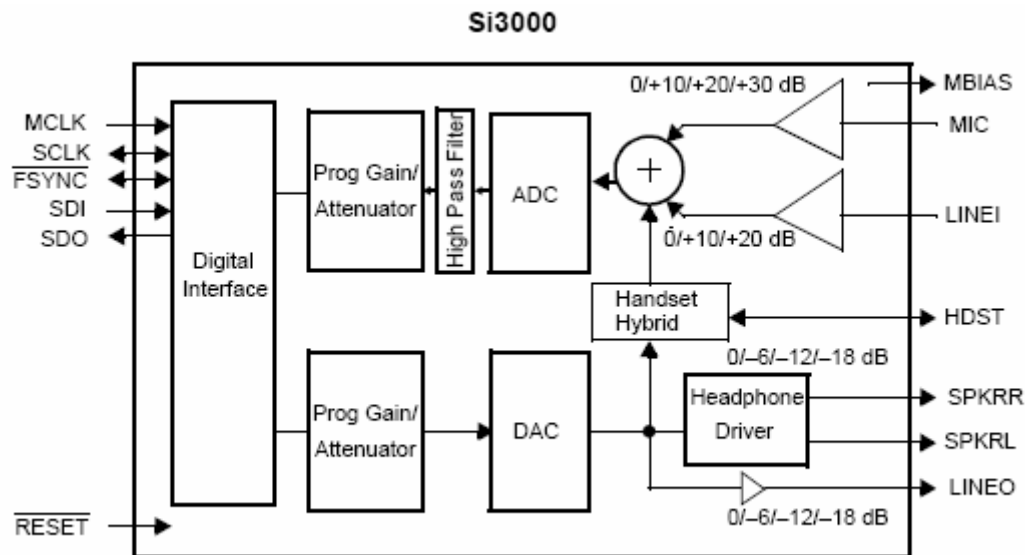 Si3000
MCLK
SCLK
FSYNC
SDI
SDO
RESET
Digital
Interface
Prog Gain/
Attenuator
High Pass Filter
ADC
0/+10/+20/+30 dB
0/+10/+20 dB
Handset
Hybrid
Prog Gain/
Attenuator
DAC
0/–6/–12/–18 dB
Headphone
Driver
0/–6/–12/–18 dB
MBIAS
MIC
LINEI
HDST
SPKRR
SPKRL
LINEO